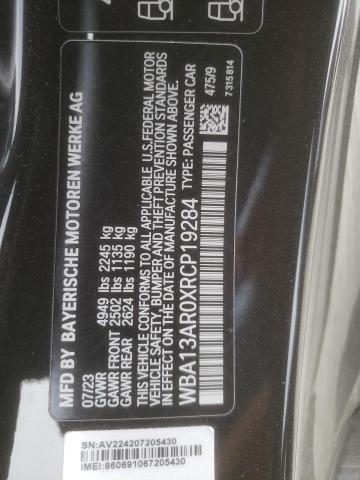 MFD BY BAYERISCHE MOTOREN WERKE AG
07/23
GVWR 4949 lbs 2245 kg
GAWR FRONT 2502 lbs 1135 kg
GAWR REAR 2624 lbs 1190 kg
THIS VEHICLE CONFORMS TO ALL APPLICABLE U.S. FEDERAL MOTOR
VEHICLE SAFETY, BUMPER AND THEFT PREVENTION STANDARDS
IN EFFECT ON THE DATE OF MANUFACTURE SHOWN ABOVE.
WBA13AR0XRCP19284 TYPE: PASSENGER CAR
475/9
7315814
SN:AV224207205430
IMEI:860691067205430